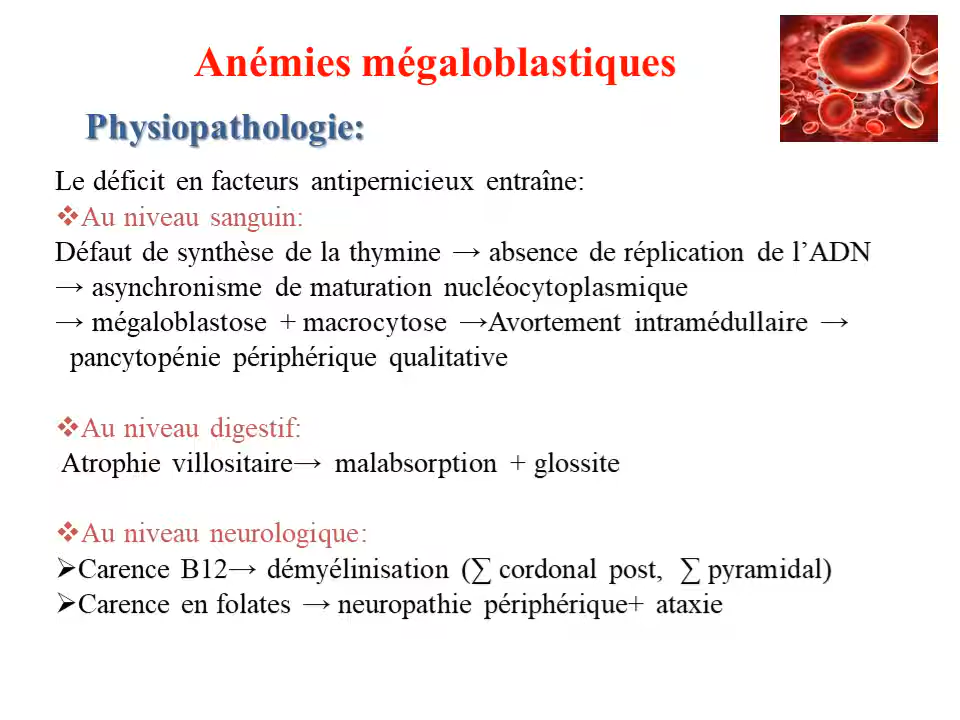 Anémies mégaloblastiques
Physiopathologie:
Le déficit en facteurs antipernicieux entraîne:
❖Au niveau sanguin:
Défaut de synthèse de la thymine → absence de réplication de l’ADN
→ asynchronisme de maturation nucléocytoplasmique
→ mégaloblastose + macrocytose →Avortement intramédullaire →
pancytopénie périphérique qualitative
❖Au niveau digestif:
Atrophie villositaire→ malabsorption + glossite
❖Au niveau neurologique:
➢Carence B12→ démyélinisation (∑ cordonal post, ∑ pyramidal)
➢Carence en folates → neuropathie périphérique+ ataxie